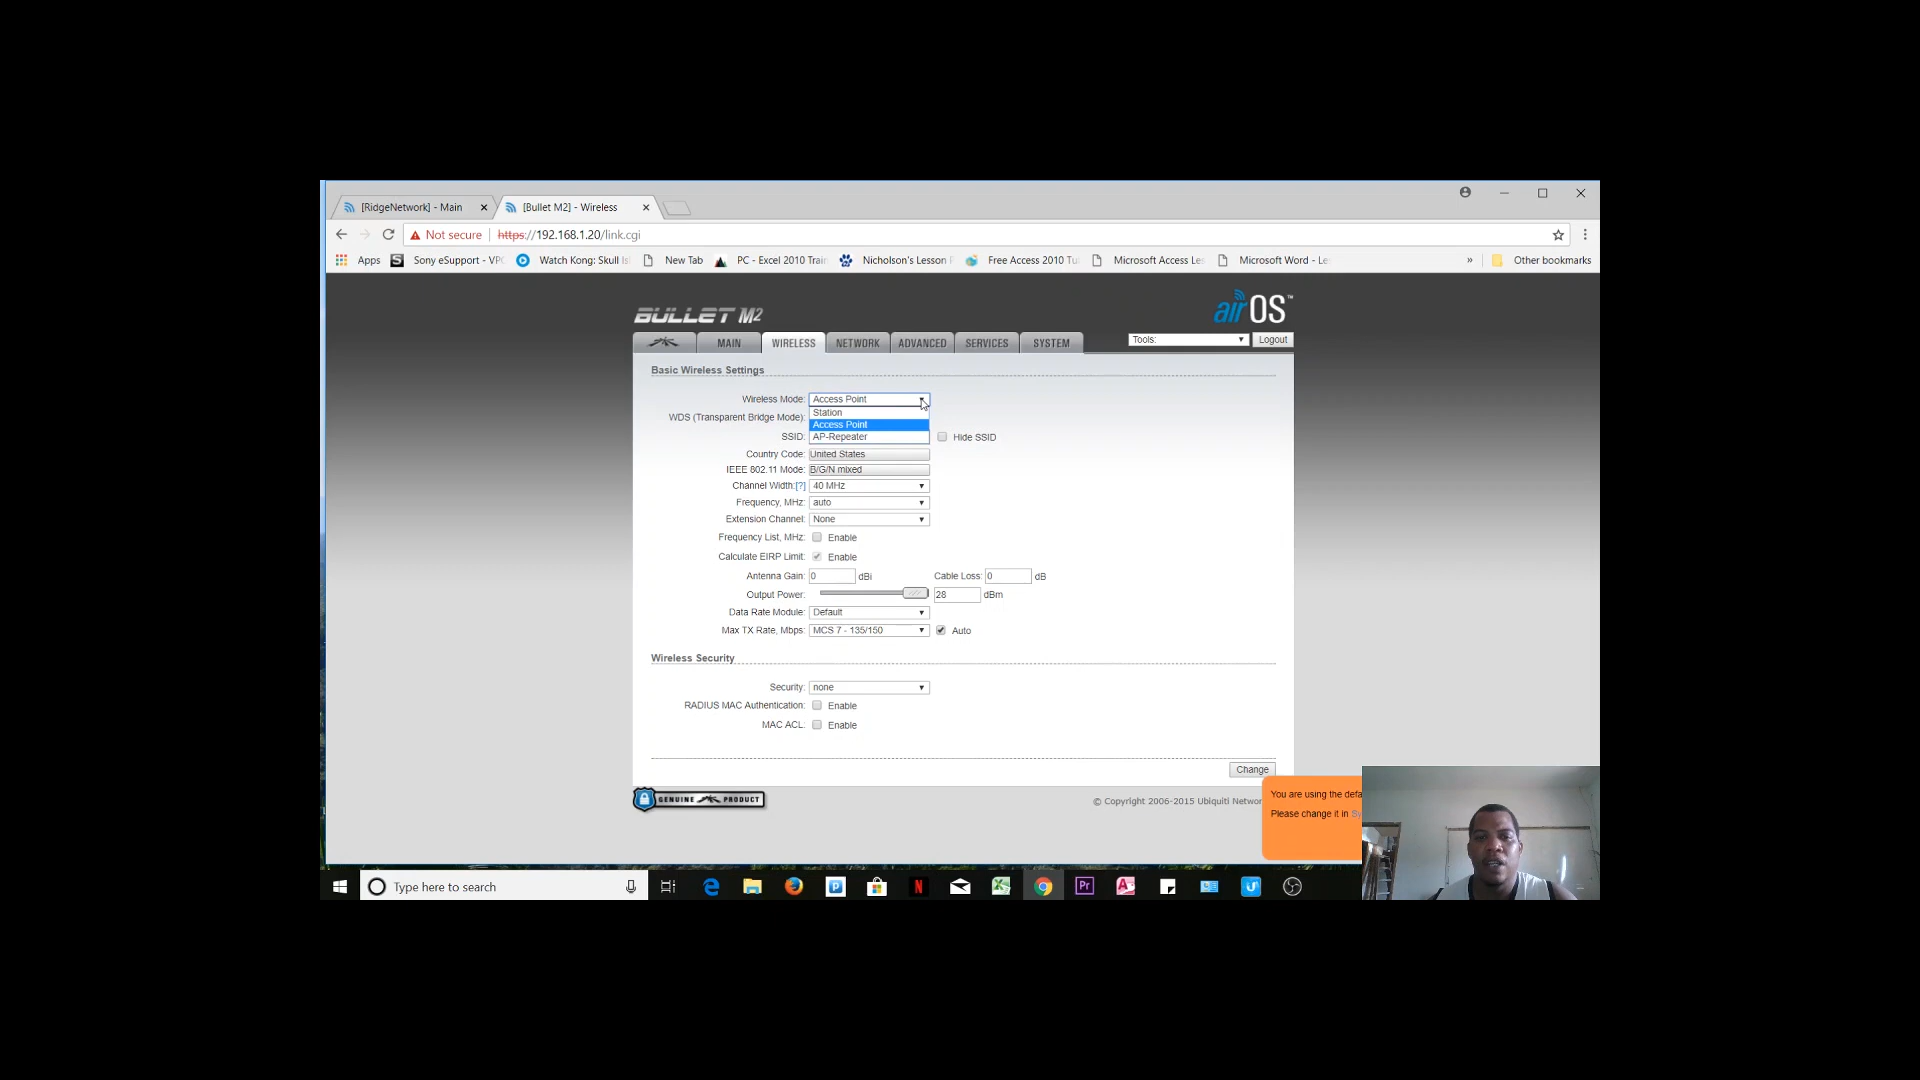 [RidgeNetwork] - Main
[Bullet M2] - Wireless
Not secure
https://192.168.1.20/link.cgi
Apps
Sony eSupport - VPC
Watch Kong: Skull Is
New Tab
PC - Excel 2010 Train
Nicholson's Lesson P
Free Access 2010 Tu
Microsoft Access Les
Microsoft Word - Le
»
Other bookmarks
BULLET M2
airOS™
MAIN
WIRELESS
NETWORK
ADVANCED
SERVICES
SYSTEM
Tools:
Logout
Basic Wireless Settings
Wireless Mode: Access Point
Station
WDS (Transparent Bridge Mode):
Access Point
SSID:
AP-Repeater
Hide SSID
Country Code: United States
IEEE 802.11 Mode: B/G/N mixed
Channel Width:[?] 40 MHz
Frequency, MHz: auto
Extension Channel: None
Frequency List, MHz: Enable
Calculate EIRP Limit: Enable
Antenna Gain: 0 dBi Cable Loss: 0 dB
Output Power: 28 dBm
Data Rate Module: Default
Max TX Rate, Mbps: MCS 7 - 135/150 Auto
Wireless Security
Security: none
RADIUS MAC Authentication: Enable
MAC ACL: Enable
Change
GENUINE PRODUCT
© Copyright 2006-2015 Ubiquiti Networ
You are using the defa
Please change it in Sy
Type here to search